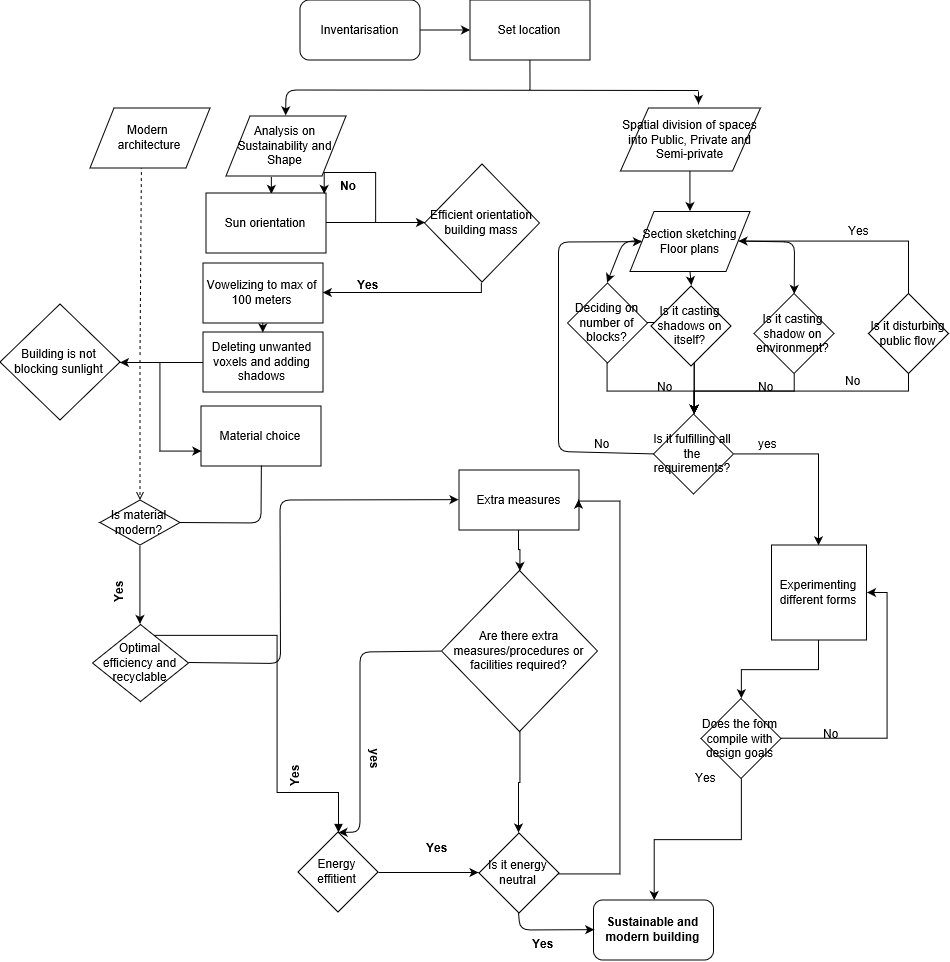 Inventarisation
Set location
Modern
architecture
Analysis on
Sustainability and
Shape
Spatial division of spaces
into Public, Private and
Semi-private
No
Sun orientation
Efficient orientation
building mass
Section sketching
Floor plans
Yes
Vowelizing to max of
100 meters
Yes
Deciding on
number of
blocks?
Is it casting
shadows on
itself?
Is it casting
shadow on
environment?
Is it disturbing
public flow
Building is not
blocking sunlight
Deleting unwanted
voxels and adding
shadows
No
No
No
Material choice
No
Is it fulfilling all
the
requirements?
yes
Is material
modern?
Extra measures
Yes
Experimenting
different forms
Optimal
efficiency and
recyclable
Are there extra
measures/procedures or
facilities required?
Does the form
compile with
design goals
No
Yes
yes
Yes
Energy
effitient
Yes
Is it energy
neutral
Yes
Sustainable and
modern building